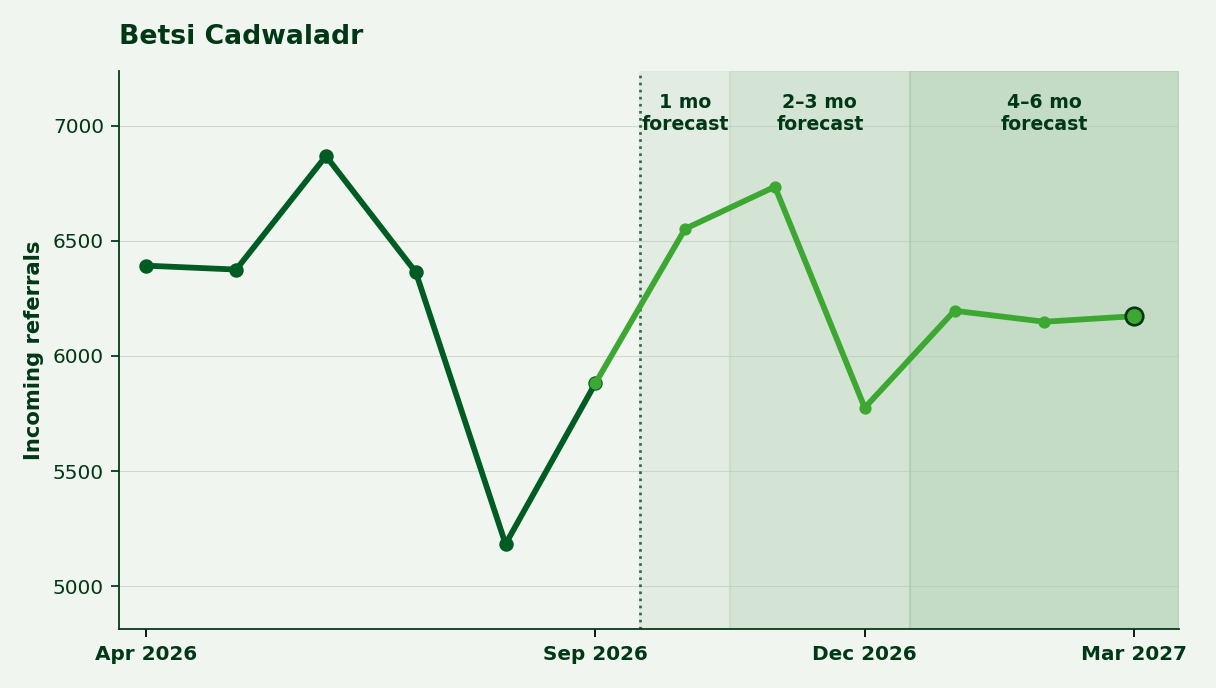 Betsi Cadwaladr
1 mo
forecast
2–3 mo
forecast
4–6 mo
forecast
7000
6500
6000
5500
5000
Incoming referrals
Apr 2026
Sep 2026
Dec 2026
Mar 2027